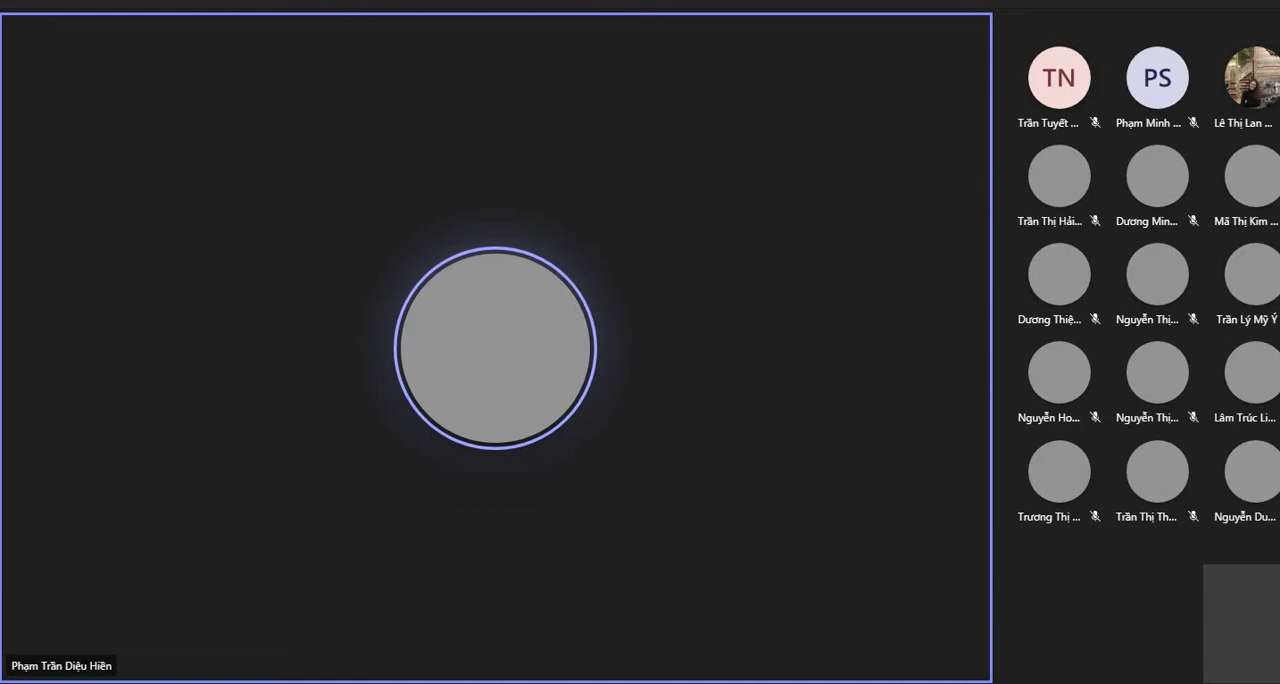 TN PS
Trần Tuyết ... Phạm Minh ... Lê Thị Lan ...
Trần Thị Hải... Dương Min... Mã Thị Kim ...
Dương Thiệ... Nguyễn Thị... Trần Lý Mỹ Ý
Nguyễn Ho... Nguyễn Thị... Lâm Trúc Li...
Trương Thị ... Trần Thị Th... Nguyễn Du...
Phạm Trần Diệu Hiền